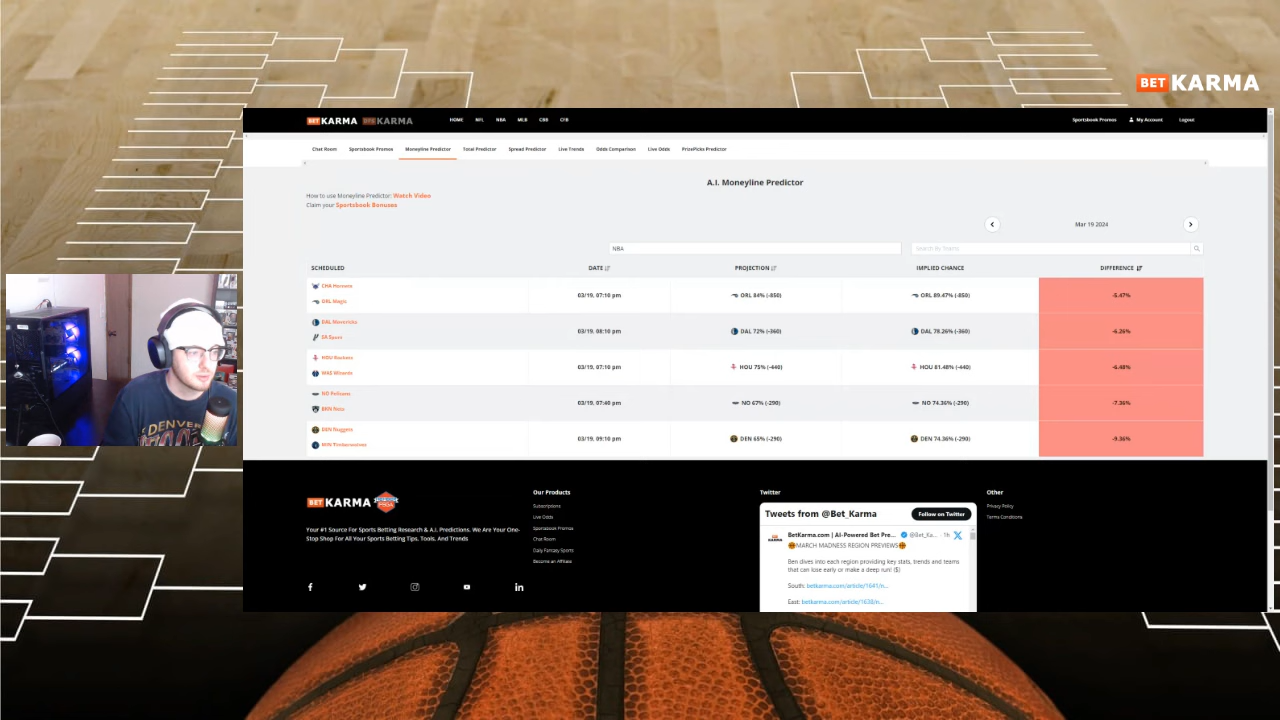 BET KARMA
BET KARMA DFS KARMA HOME NFL NBA MLB CBB CFB Sportsbook Promos My Account Logout
Chat Room Sportsbook Promos Moneyline Predictor Total Predictor Spread Predictor Live Trends Odds Comparison Live Odds PrizePicks Predictor
A.I. Moneyline Predictor
How to use Moneyline Predictor: Watch Video
Claim your Sportsbook Bonuses
Mar 19 2024
NBA Search By Teams
SCHEDULED DATE PROJECTION IMPLIED CHANCE DIFFERENCE
CHA Hornets
ORL Magic
03/19, 07:10 pm ORL 84% (-850) ORL 89.47% (-850) -5.47%
DAL Mavericks
SA Spurs
03/19, 08:10 pm DAL 72% (-360) DAL 78.26% (-360) -6.26%
HOU Rockets
WAS Wizards
03/19, 07:10 pm HOU 75% (-440) HOU 81.48% (-440) -6.48%
NO Pelicans
BKN Nets
03/19, 07:40 pm NO 67% (-290) NO 74.36% (-290) -7.36%
DEN Nuggets
MIN Timberwolves
03/19, 09:10 pm DEN 65% (-290) DEN 74.36% (-290) -9.36%
BET KARMA
Your #1 Source For Sports Betting Research & A.I. Predictions. We Are Your One-
Stop Shop For All Your Sports Betting Tips, Tools, And Trends
Our Products
Subscriptions
Live Odds
Sportsbook Promos
Chat Room
Daily Fantasy Sports
Become an Affiliate
Twitter
Tweets from @Bet_Karma Follow on Twitter
BetKarma.com | AI-Powered Bet Pre... @Bet_Ka... · 1h
MARCH MADNESS REGION PREVIEWS
Ben dives into each region providing key stats, trends and teams
that can lose early or make a deep run! ($)
South: betkarma.com/article/1641/n...
East: betkarma.com/article/1638/n...
Other
Privacy Policy
Terms Conditions
DENVER